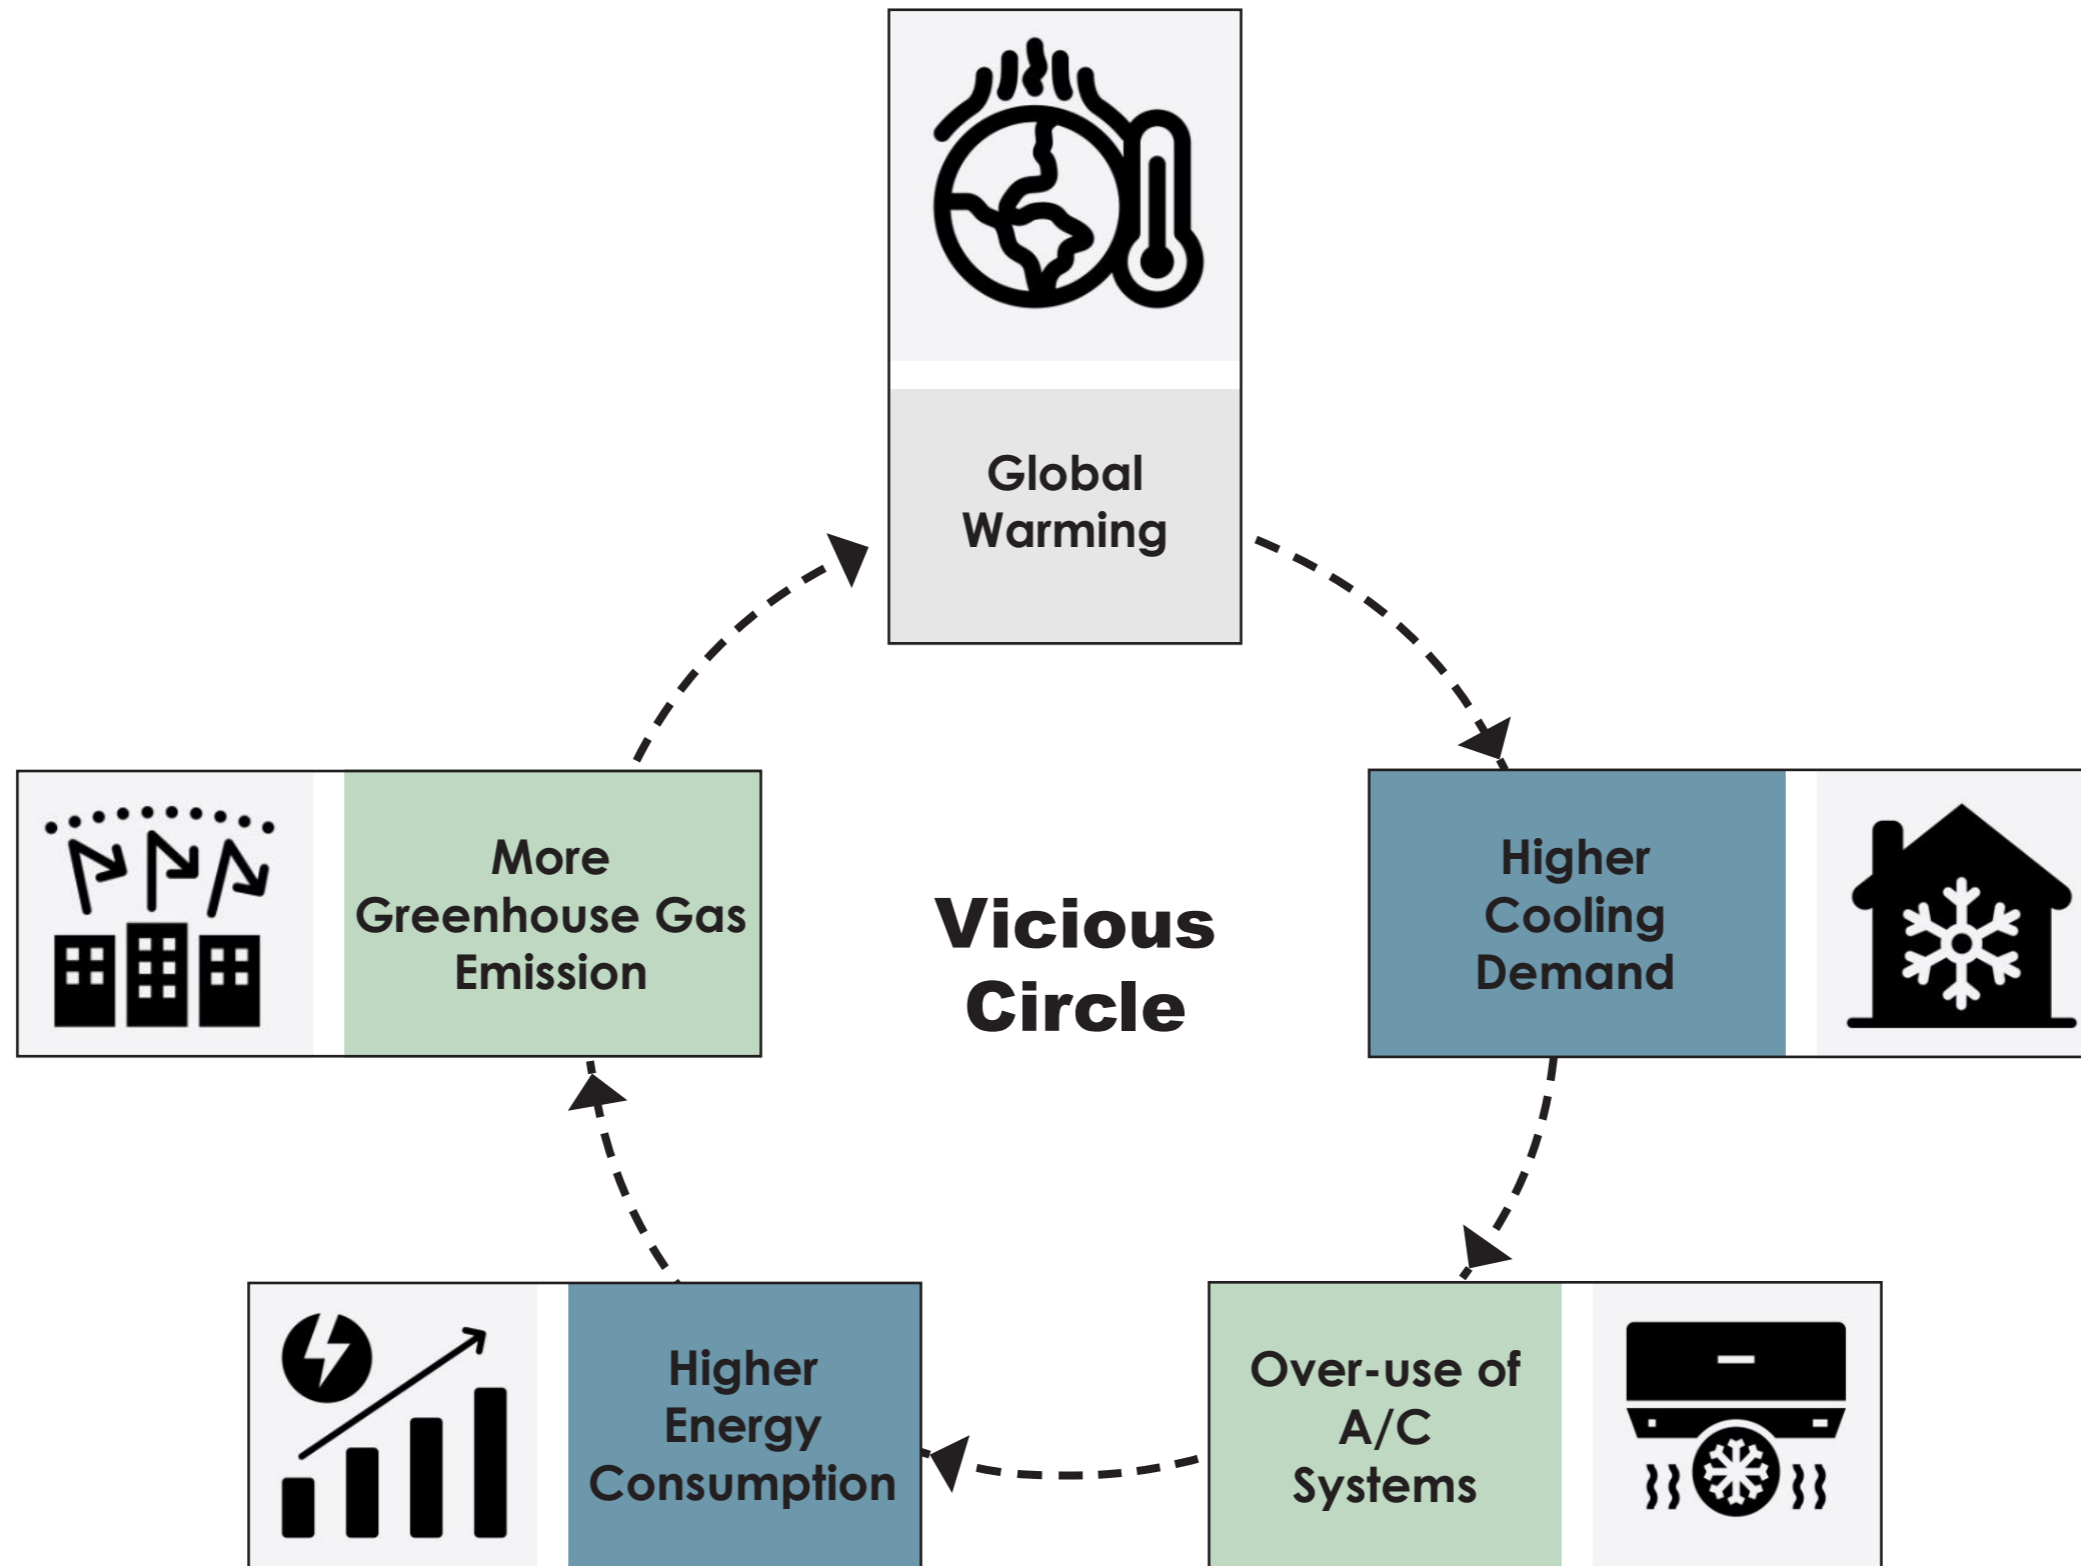 Global
Warming
Higher
Cooling
Demand
Over-use of
A/C
Systems
Higher
Energy
Consumption
More
Greenhouse Gas
Emission
Vicious
Circle